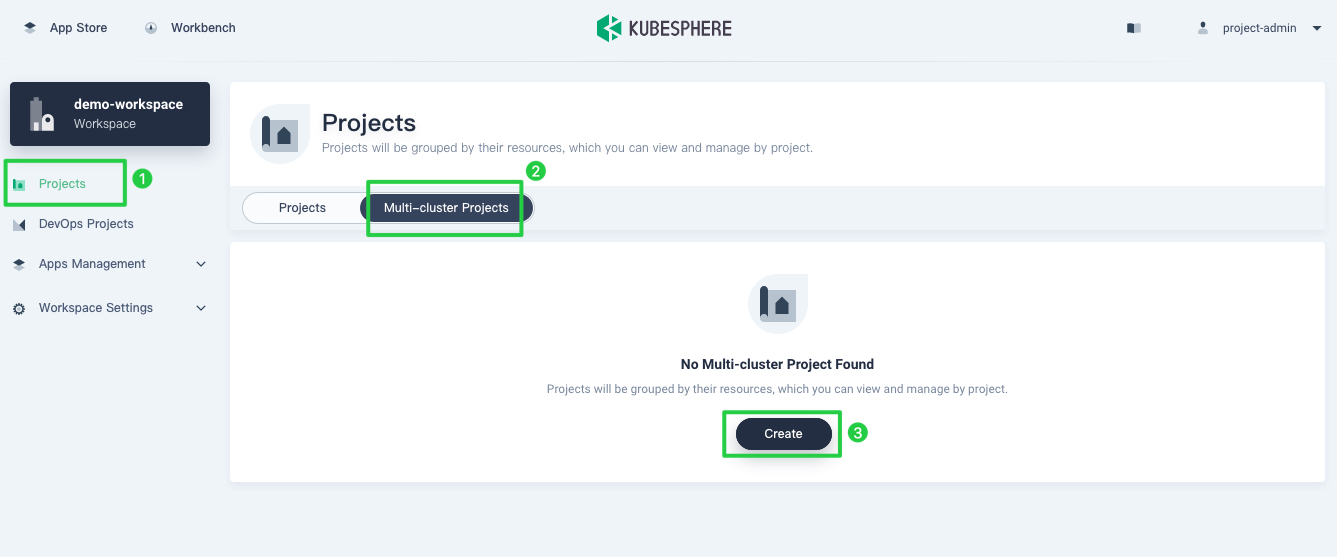 App Store
Workbench
KUBESPHERE
project-admin
demo-workspace
Workspace
Projects
1
DevOps Projects
Apps Management
Workspace Settings
Projects
Projects will be grouped by their resources, which you can view and manage by project.
2
Projects
Multi-cluster Projects
No Multi-cluster Project Found
Projects will be grouped by their resources, which you can view and manage by project.
Create
3